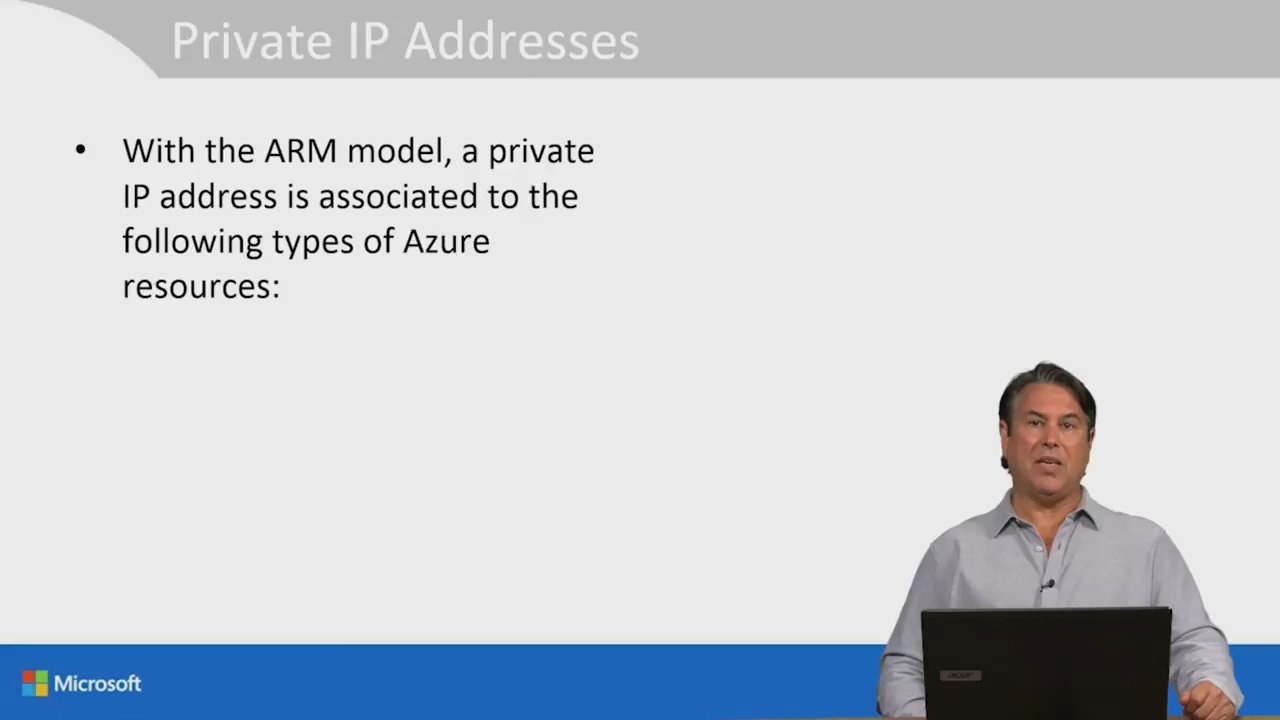 Private IP Addresses
• With the ARM model, a private
IP address is associated to the
following types of Azure
resources:
acer
Microsoft